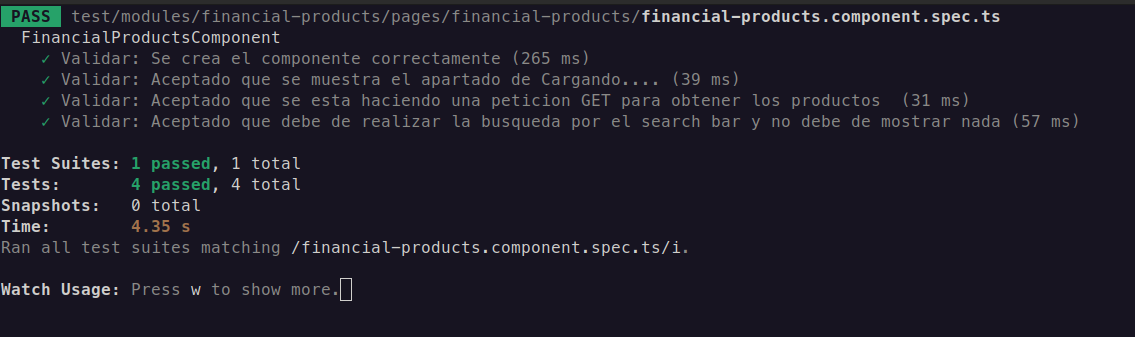 PASS test/modules/financial-products/pages/financial-products/financial-products.component.spec.ts
FinancialProductsComponent
✓ Validar: Se crea el componente correctamente (265 ms)
✓ Validar: Aceptado que se muestra el apartado de Cargando.... (39 ms)
✓ Validar: Aceptado que se esta haciendo una peticion GET para obtener los productos  (31 ms)
✓ Validar: Aceptado que debe de realizar la busqueda por el search bar y no debe de mostrar nada (57 ms)
Test Suites: 1 passed, 1 total
Tests:       4 passed, 4 total
Snapshots:   0 total
Time:        4.35 s
Ran all test suites matching /financial-products.component.spec.ts/i.
Watch Usage: Press w to show more.